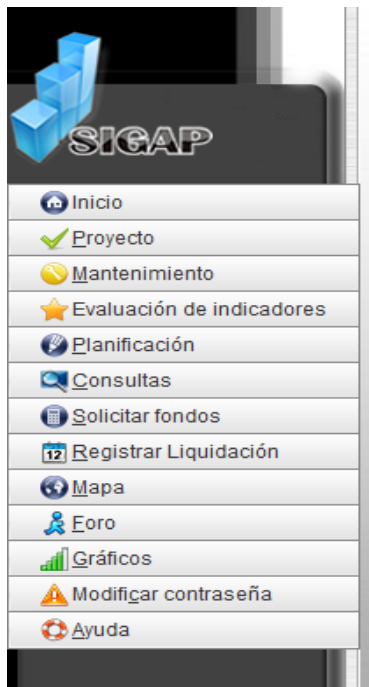 SIGAP
Inicio
Proyecto
Mantenimiento
Evaluación de indicadores
Planificación
Consultas
Solicitar fondos
12 Registrar Liquidación
Mapa
Foro
Gráficos
Modificar contraseña
Ayuda